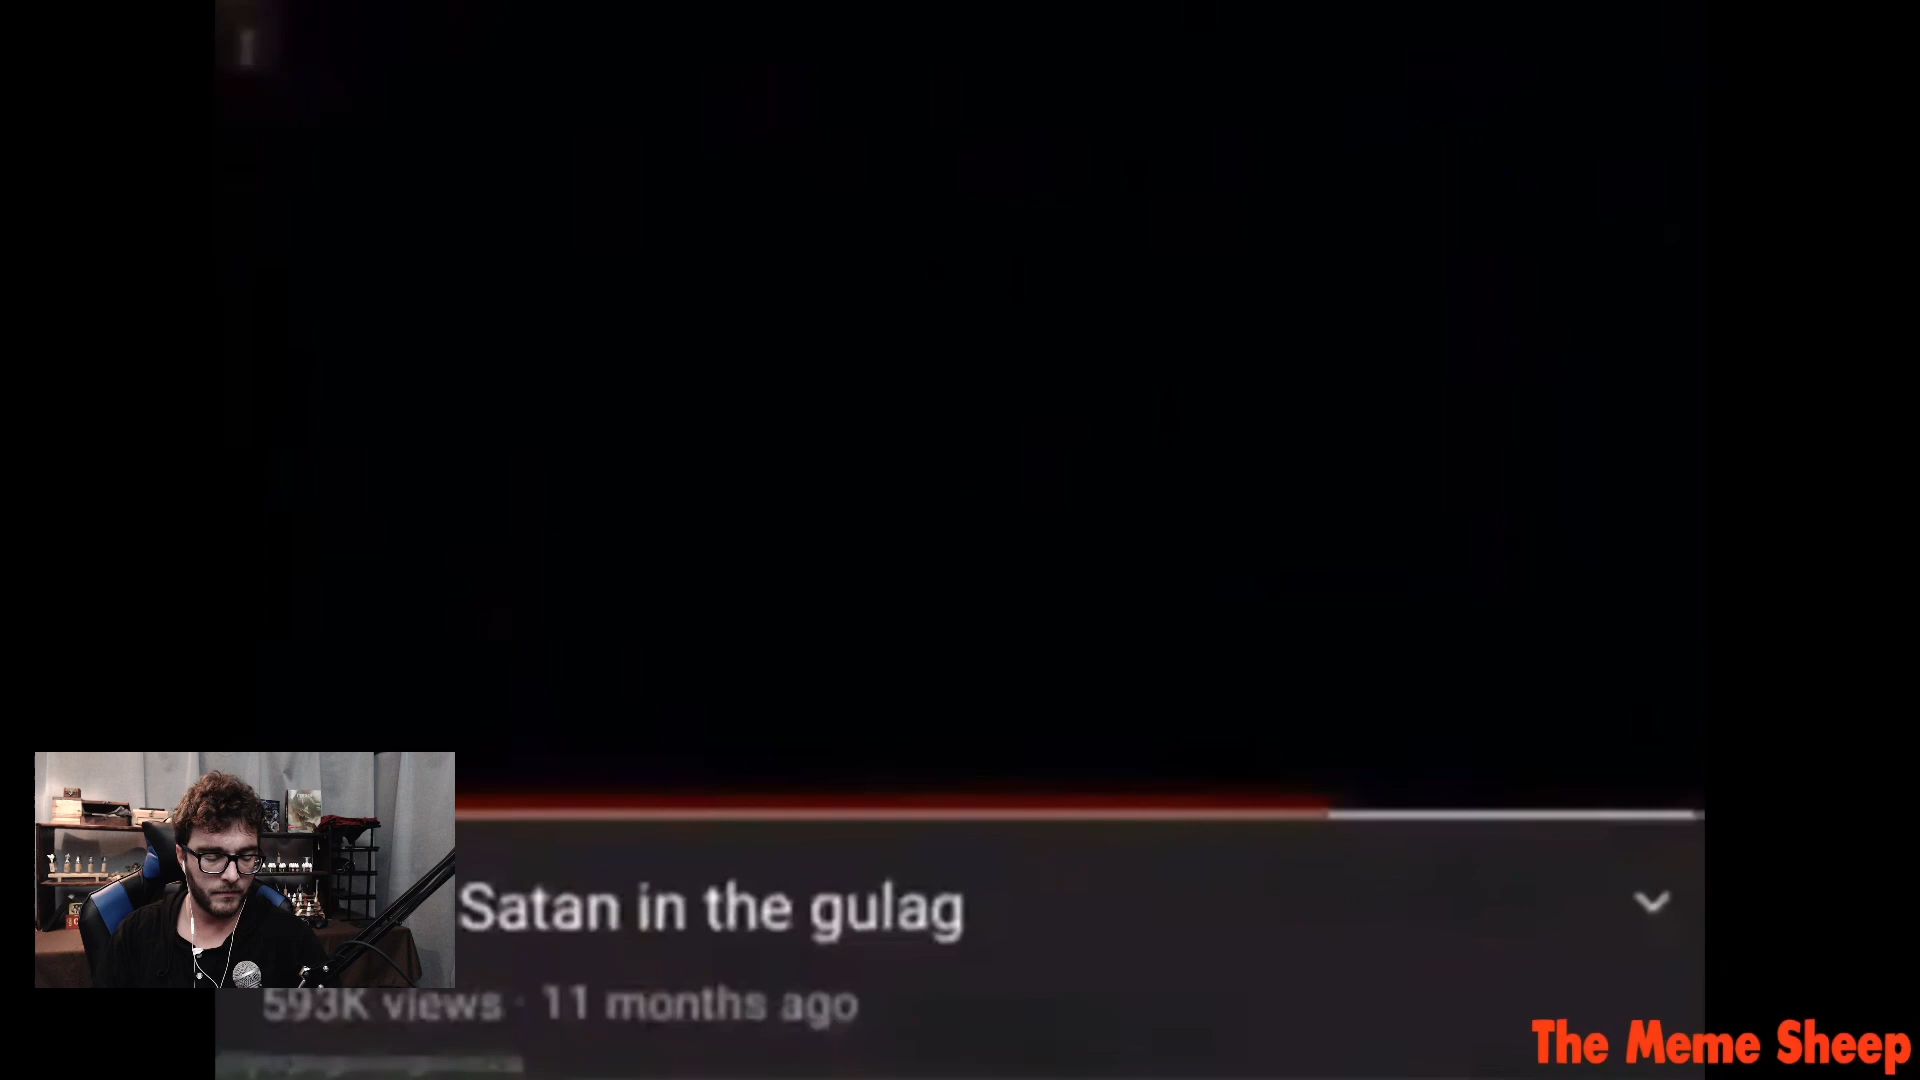 Satan in the gulag
593K views · 11 months ago
The Meme Sheep